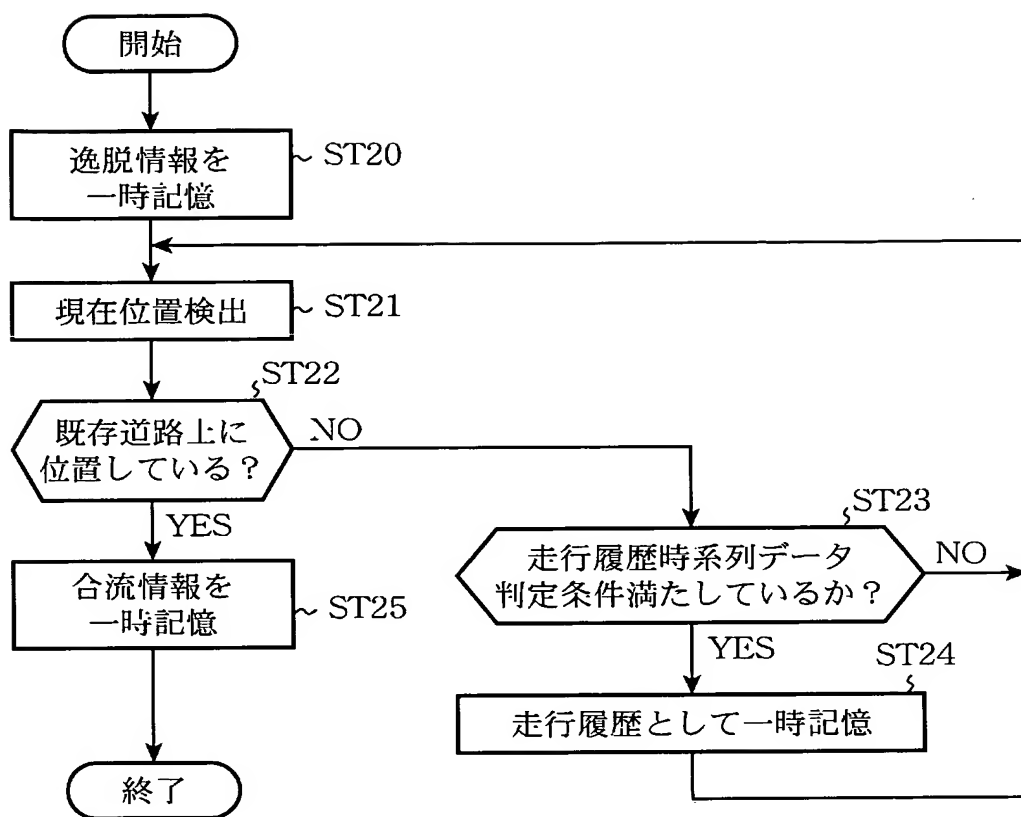 開始
逸脱情報を
一時記憶
ST20
現在位置検出
ST21
ST22
既存道路上に
位置している？
NO
YES
ST23
走行履歴時系列データ
判定条件満たしているか？
NO
YES
合流情報を
一時記憶
ST25
ST24
走行履歴として一時記憶
終了